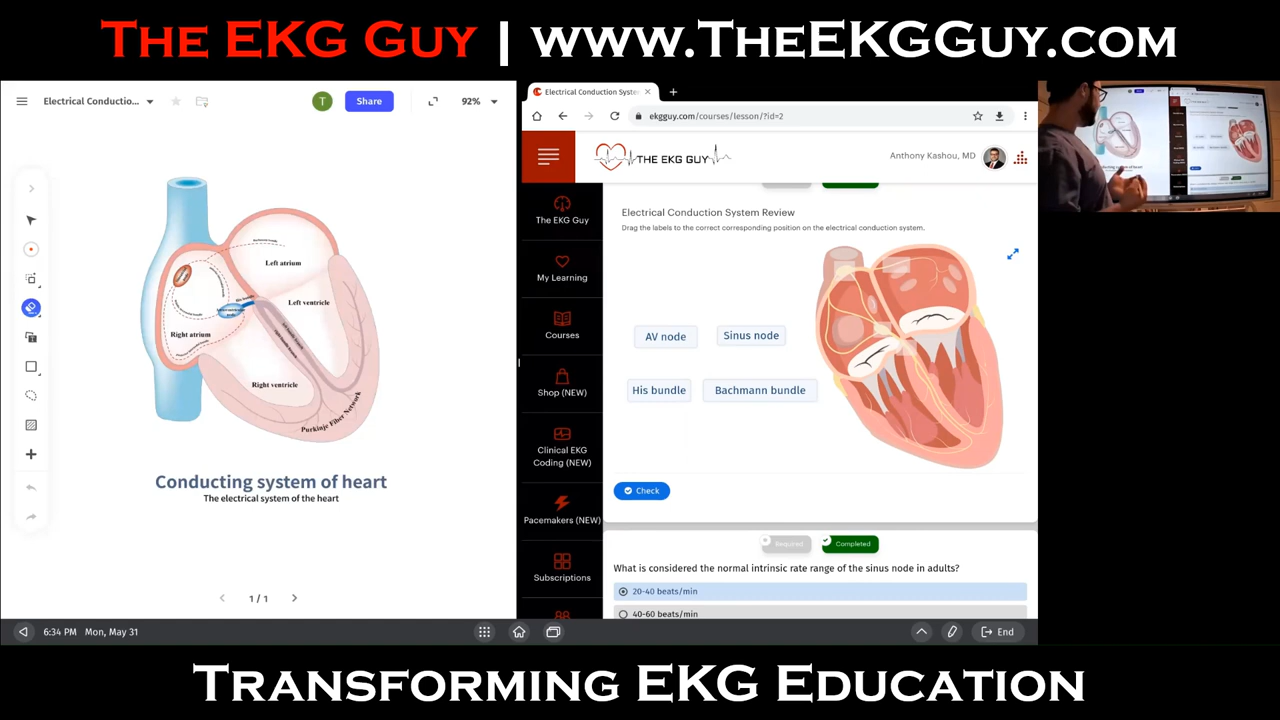 THE EKG GUY | WWW.THEEKGGUY.COM
Electrical Conductio...
T
Share
92%
Left atrium
Left ventricle
Right atrium
Right ventricle
Purkinje Fiber Network
Conducting system of heart
The electrical system of the heart
1 / 1
Electrical Conduction Syste
ekgguy.com/courses/lesson/?id=2
THE EKG GUY
Anthony Kashou, MD
The EKG Guy
My Learning
Courses
Shop (NEW)
Clinical EKG
Coding (NEW)
Pacemakers (NEW)
Subscriptions
Electrical Conduction System Review
Drag the labels to the correct corresponding position on the electrical conduction system.
AV node
Sinus node
His bundle
Bachmann bundle
Check
Required
Completed
What is considered the normal intrinsic rate range of the sinus node in adults?
20-40 beats/min
40-60 beats/min
6:34 PM Mon, May 31
End
TRANSFORMING EKG EDUCATION